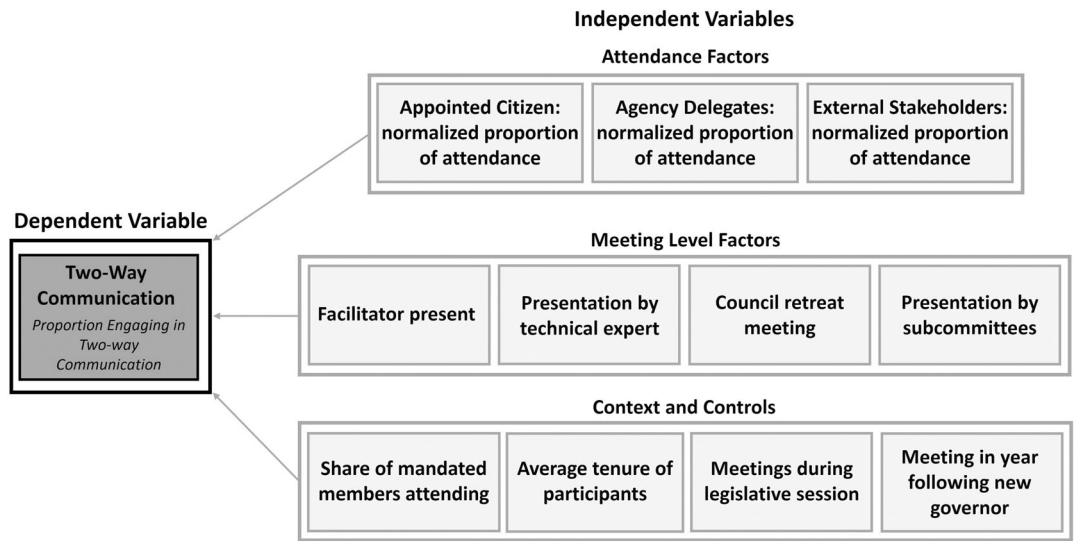 Independent Variables
Attendance Factors
Appointed Citizen:
normalized proportion
of attendance
Agency Delegates:
normalized proportion
of attendance
External Stakeholders:
normalized proportion
of attendance
Dependent Variable
Two-Way
Communication
Proportion Engaging in
Two-way
Communication
Meeting Level Factors
Facilitator present
Presentation by
technical expert
Council retreat
meeting
Presentation by
subcommittees
Context and Controls
Share of mandated
members attending
Average tenure of
participants
Meetings during
legislative session
Meeting in year
following new
governor